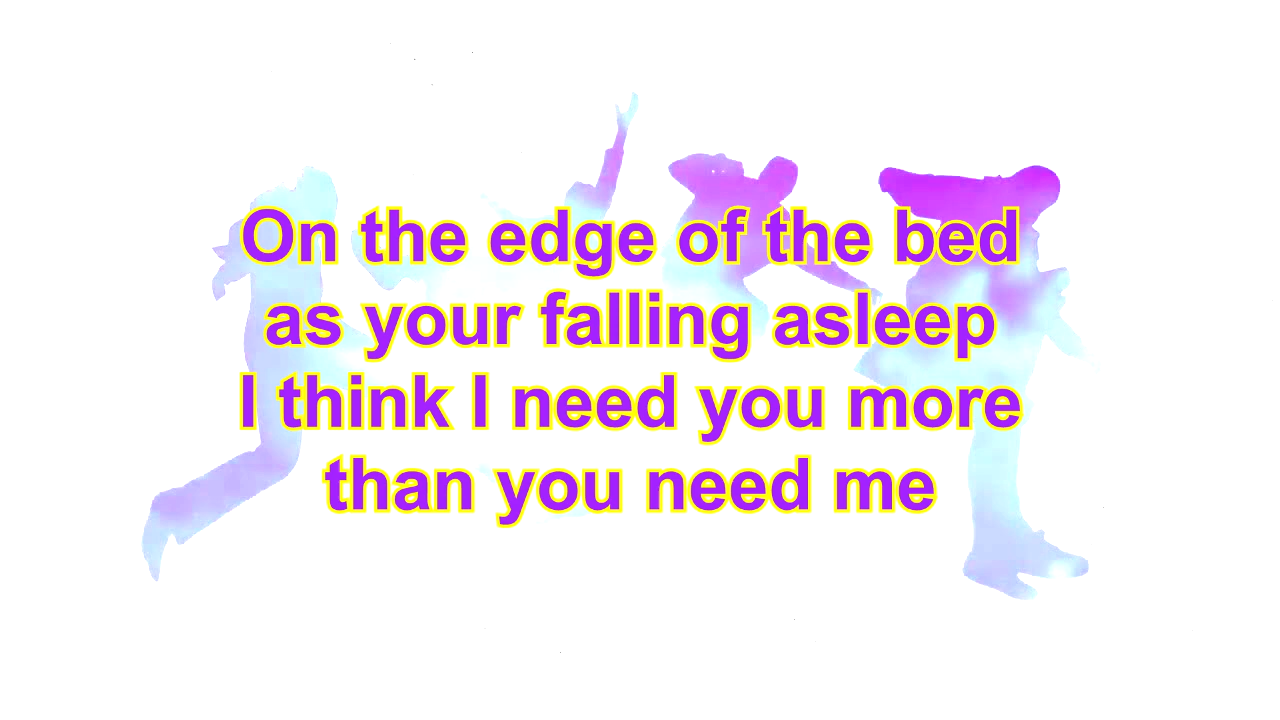 On the edge of the bed
as your falling asleep
I think I need you more
than you need me